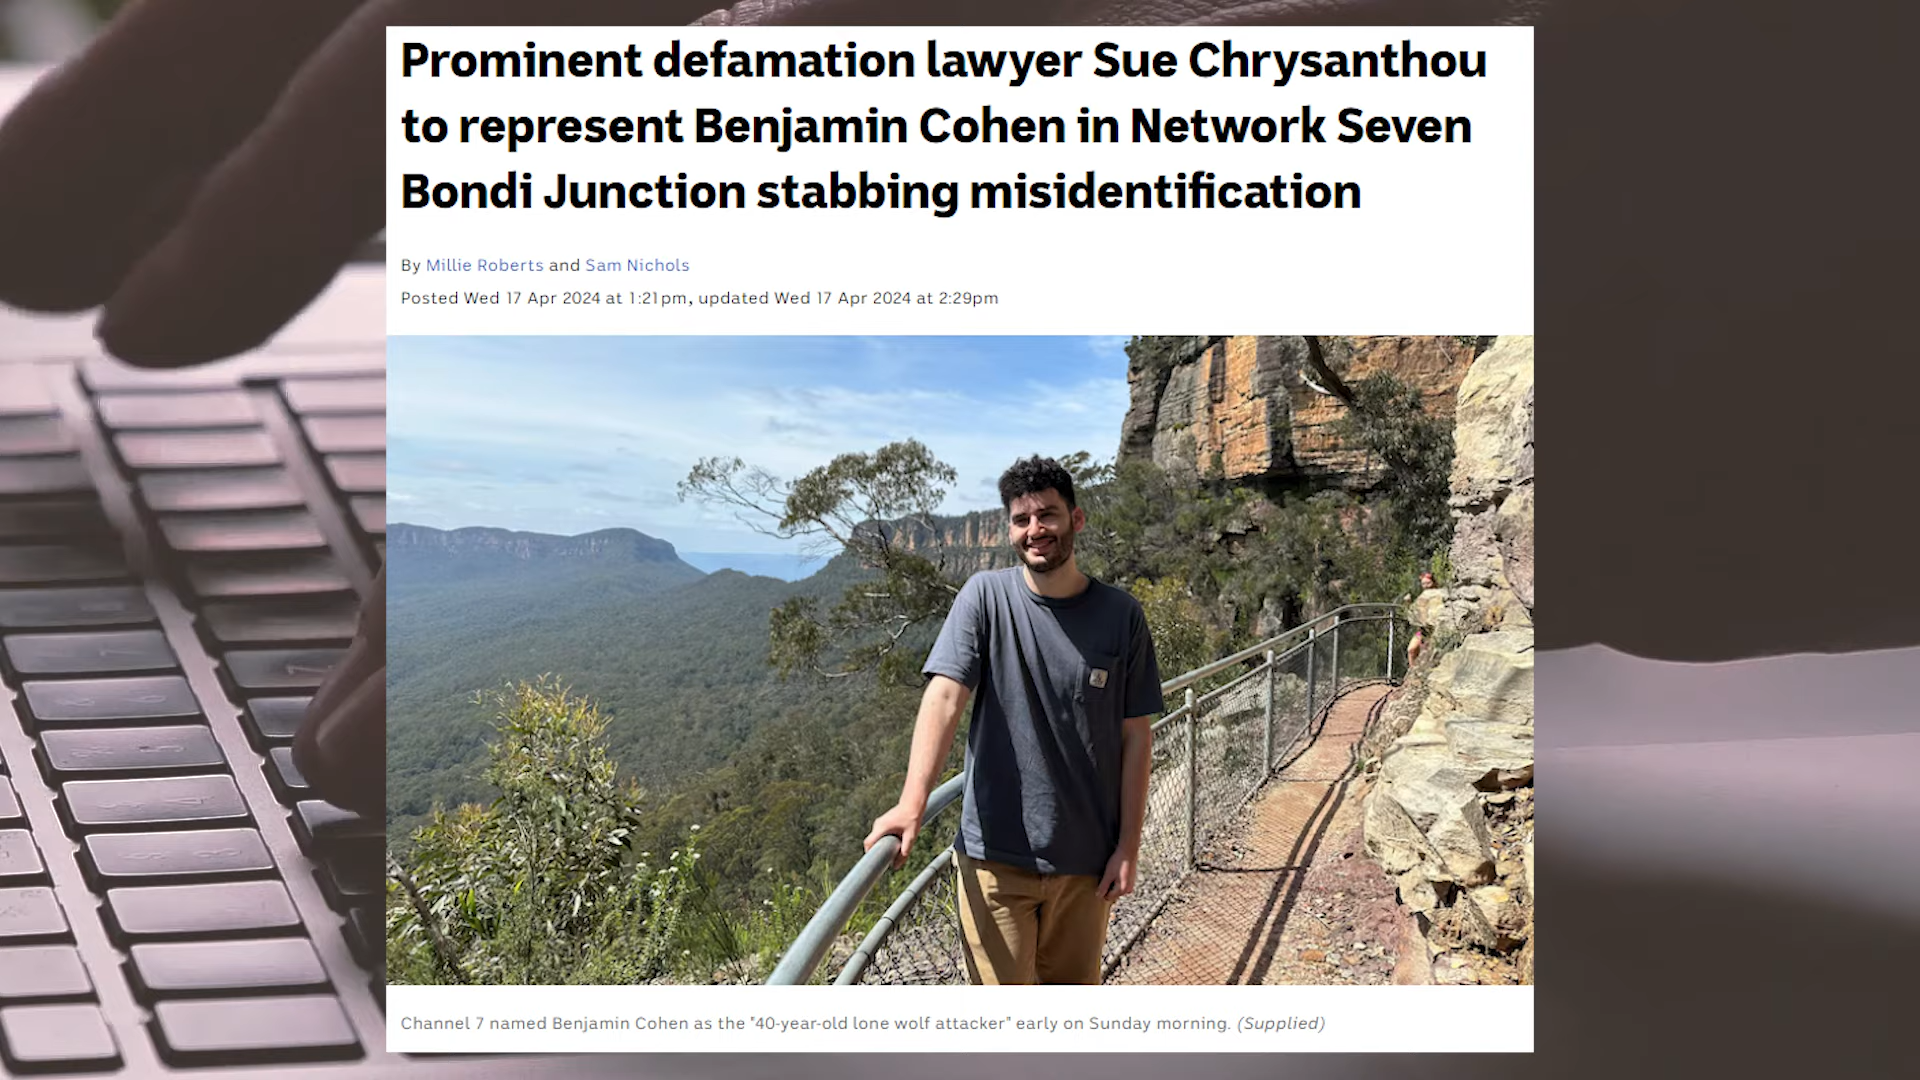 Prominent defamation lawyer Sue Chrysanthou
to represent Benjamin Cohen in Network Seven
Bondi Junction stabbing misidentification
By Millie Roberts and Sam Nichols
Posted Wed 17 Apr 2024 at 1:21pm, updated Wed 17 Apr 2024 at 2:29pm
Channel 7 named Benjamin Cohen as the "40-year-old lone wolf attacker" early on Sunday morning. (Supplied)